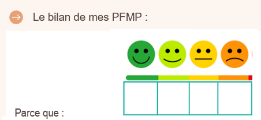 Le bilan de mes PFMP :
Parce que :